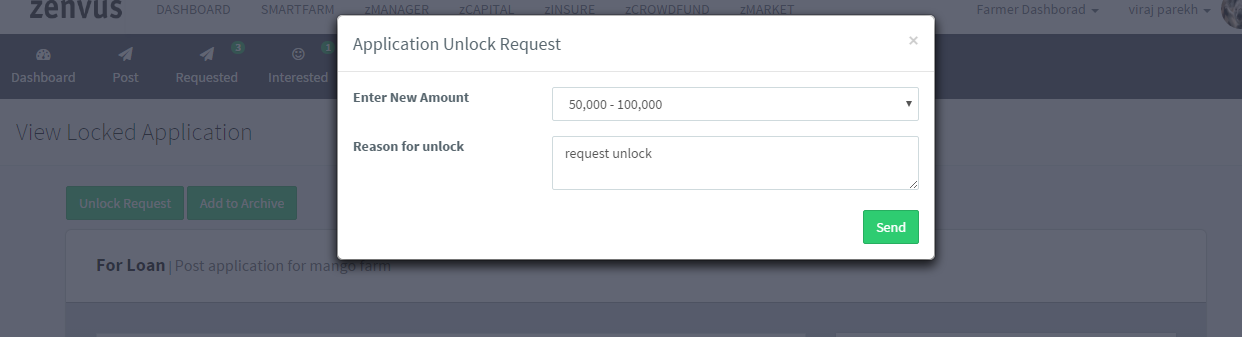 zenvus DASHBOARD SMARTFARM zMANAGER zCAPITAL zINSURE zCROWDFUND zMARKET Farmer Dashborad viraj parekh
Application Unlock Request ×
3 1
Dashboard Post Requested Interested
Enter New Amount 50,000 - 100,000
View Locked Application
Reason for unlock request unlock
Unlock Request Add to Archive
Send
For Loan | Post application for mango farm